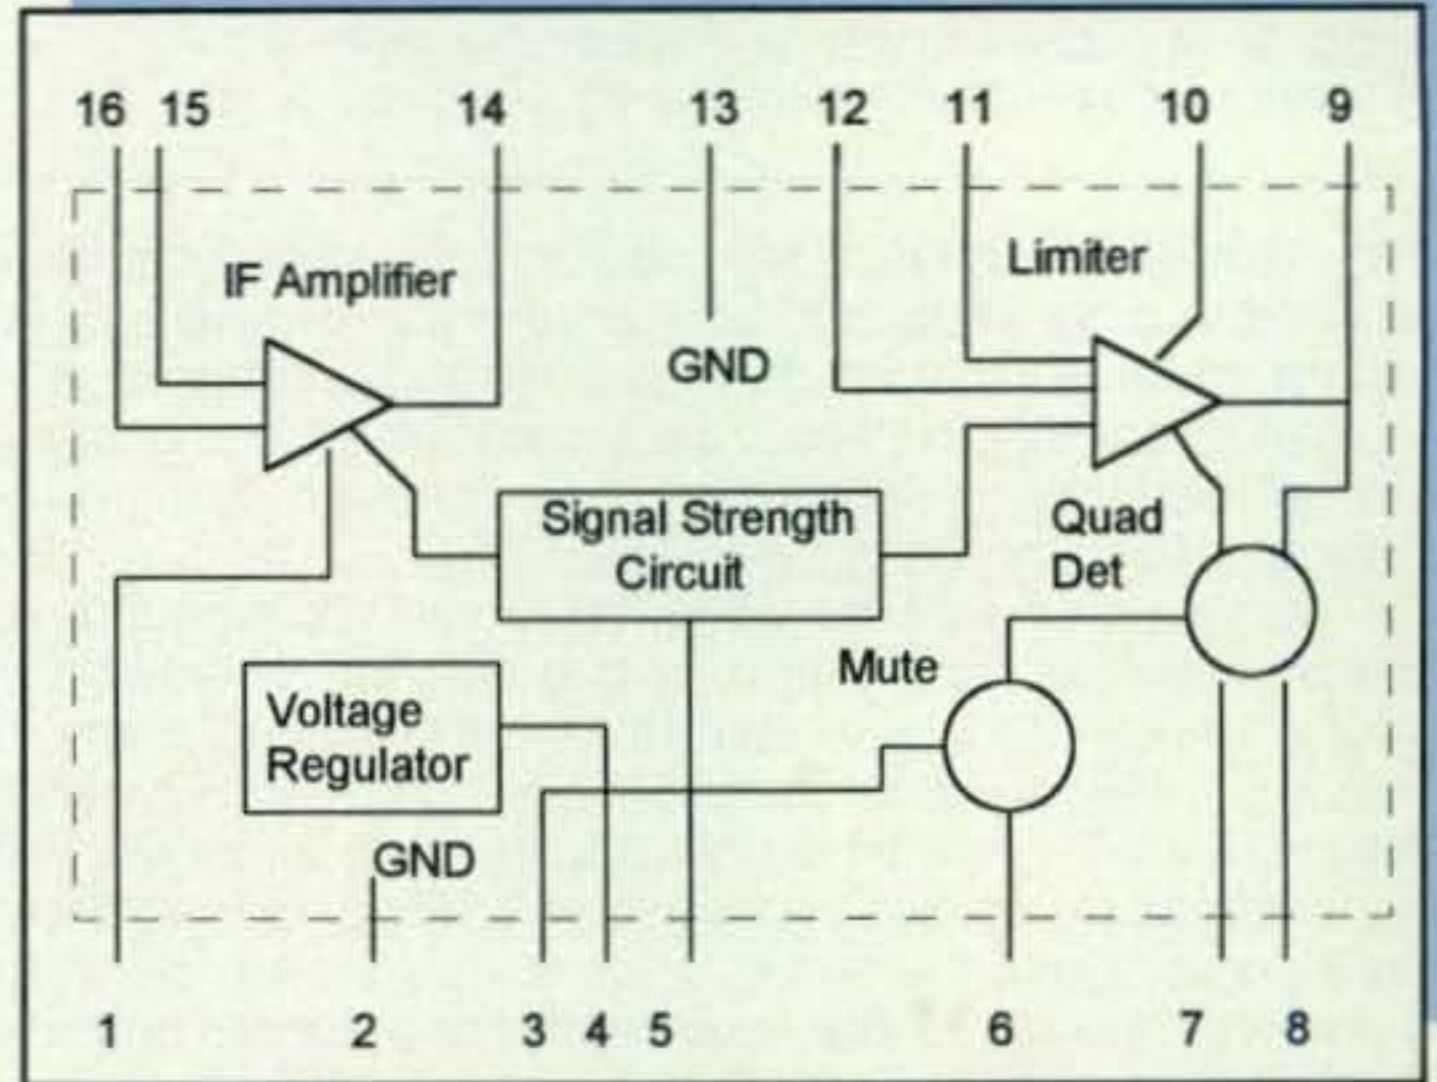 16 15 14 13 12 11 10 9
IF Amplifier
Limiter
GND
Signal Strength
Circuit
Quad
Det
Mute
Voltage
Regulator
GND
1 2 3 4 5 6 7 8